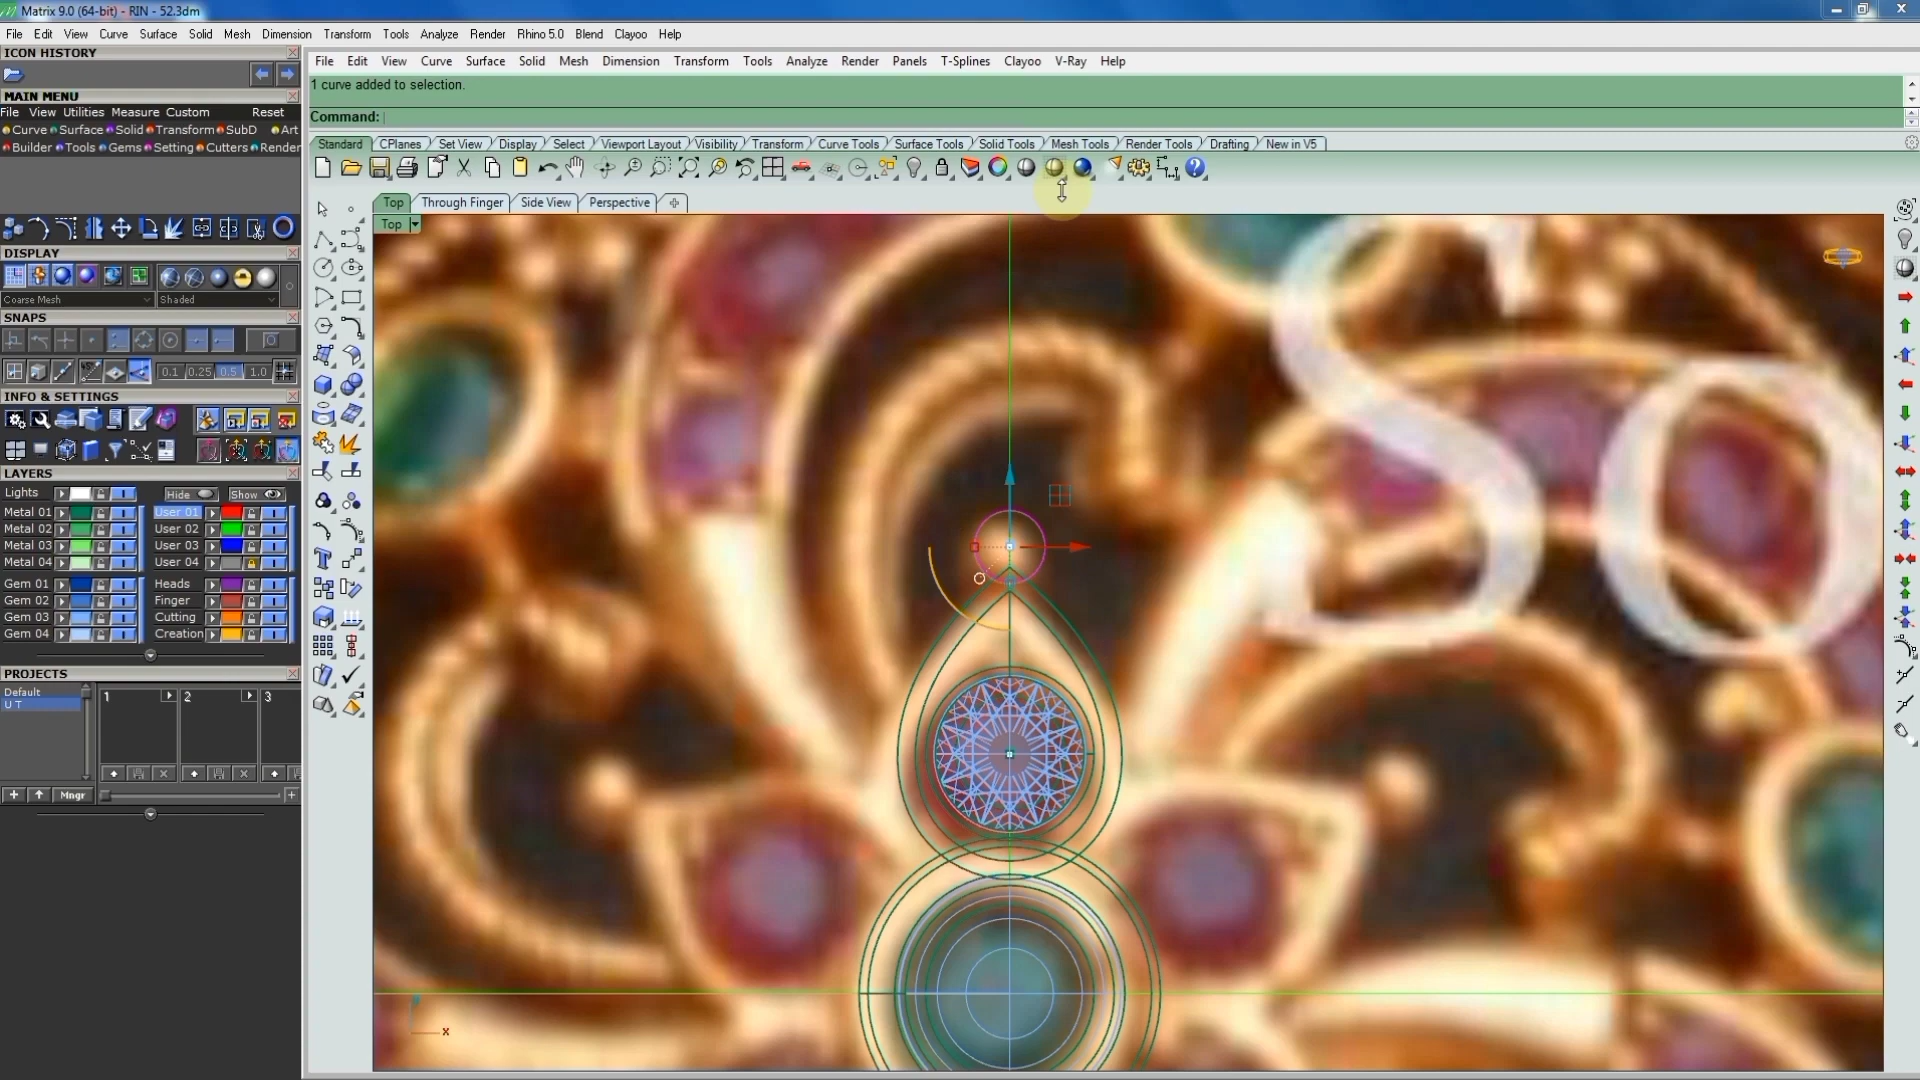 Matrix 9.0 (64-bit) - RIN - 52.3dm
File Edit View Curve Surface Solid Mesh Dimension Transform Tools Analyze Render Rhino 5.0 Blend Clayoo Help
ICON HISTORY
MAIN MENU
File View Utilities Measure Custom Reset
Curve Surface Solid Transform SubD Art
Builder Tools Gems Setting Cutters Render
DISPLAY
Coarse Mesh Shaded
SNAPS
0.1 0.25 0.5 1.0
INFO & SETTINGS
LAYERS
Lights Hide Show
Metal 01 User 01
Metal 02 User 02
Metal 03 User 03
Metal 04 User 04
Gem 01 Heads
Gem 02 Finger
Gem 03 Cutting
Gem 04 Creation
PROJECTS
Default 1 2 3
U T
Mngr
File Edit View Curve Surface Solid Mesh Dimension Transform Tools Analyze Render Panels T-Splines Clayoo V-Ray Help
1 curve added to selection.
Command:
Standard CPlanes Set View Display Select Viewport Layout Visibility Transform Curve Tools Surface Tools Solid Tools Mesh Tools Render Tools Drafting New in V5
Top Through Finger Side View Perspective
Top
SO
x